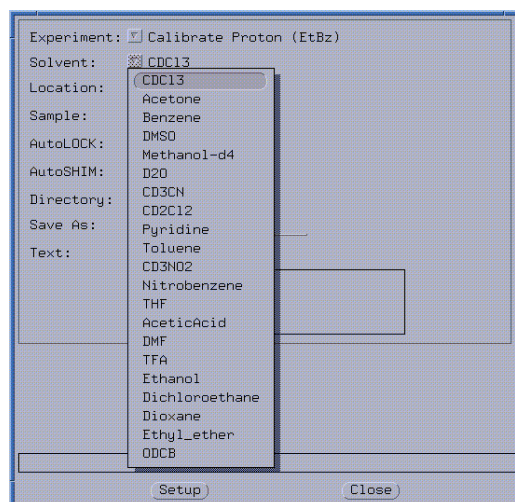 Experiment: Calibrate Proton (EtBz)
Solvent: CDCl3
CDCl3
Location:
Acetone
Sample:
Benzene
DMSO
AutoLOCK:
Methanol-d4
AutoSHIM:
D2O
CD3CN
Directory:
CD2Cl2
Save As:
Pyridine
Toluene
Text:
CD3NO2
Nitrobenzene
THF
AceticAcid
DMF
TFA
Ethanol
Dichloroethane
Dioxane
Ethyl_ether
ODCB
Setup Close